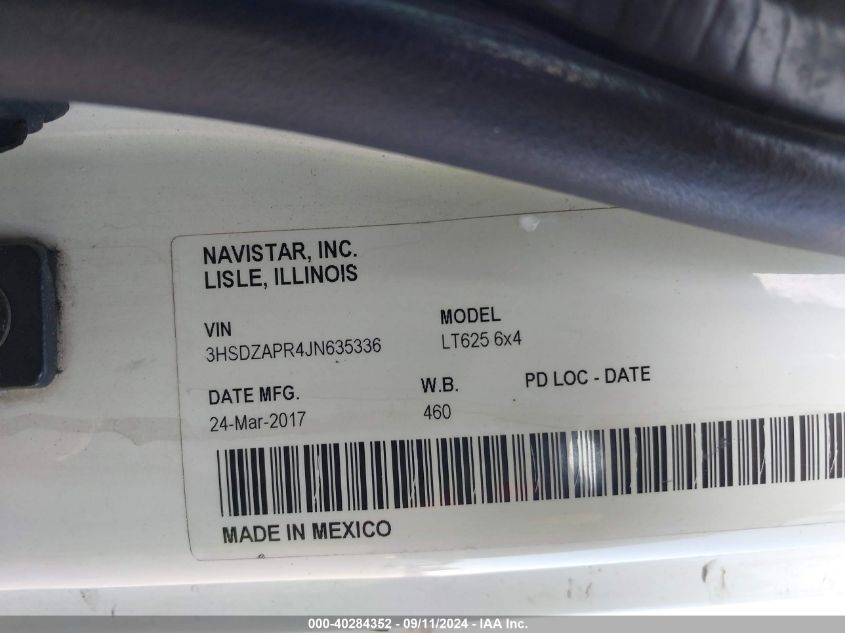 NAVISTAR, INC.
LISLE, ILLINOIS
VIN
3HSDZAPR4JN635336
MODEL
LT625 6x4
DATE MFG.
24-Mar-2017
W.B.
460
PD LOC - DATE
MADE IN MEXICO
000-40284352 - 09/11/2024 - IAA Inc.